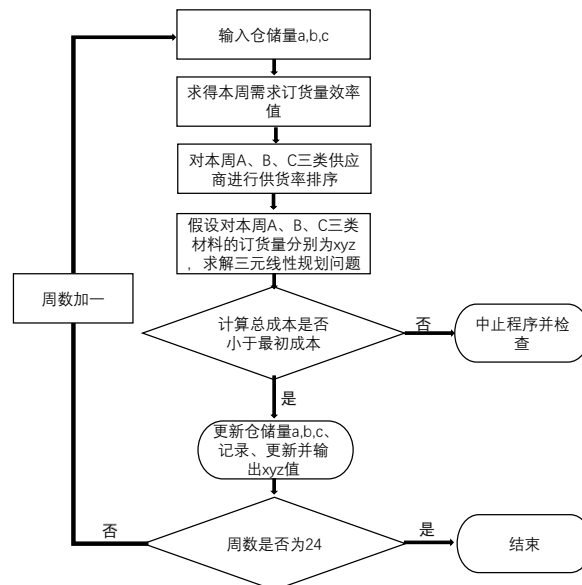 输入仓储量a,b,c
求得本周需求订货量效率
值
对本周A、B、C三类供应
商进行供货率排序
假设对本周A、B、C三类
材料的订货量分别为xyz
，求解三元线性规划问题
周数加一
计算总成本是否
小于最初成本
否
中止程序并检
查
是
更新仓储量a,b,c、
记录、更新并输
出xyz值
否
周数是否为24
是
结束